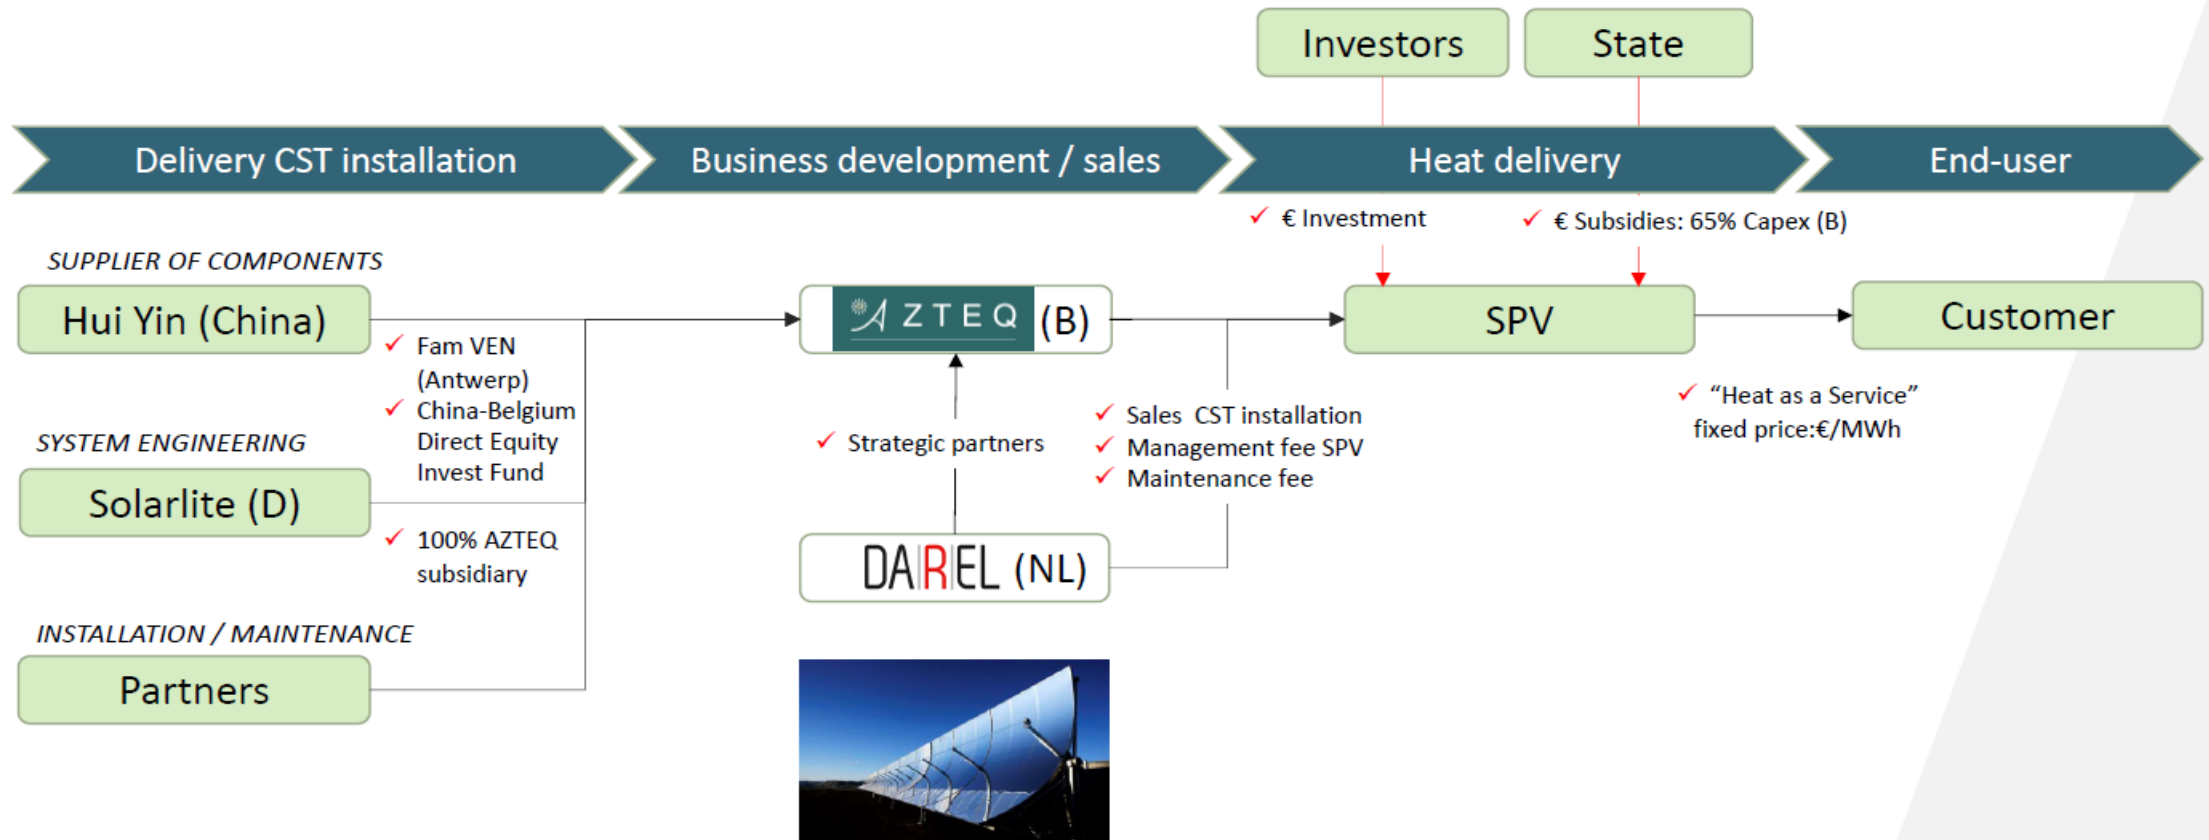 Investors
State
Delivery CST installation
Business development / sales
Heat delivery
End-user
✓ € Investment
✓ € Subsidies: 65% Capex (B)
SUPPLIER OF COMPONENTS
Hui Yin (China)
✓ Fam VEN
(Antwerp)
✓ China-Belgium
Direct Equity
Invest Fund
SYSTEM ENGINEERING
Solarlite (D)
✓ 100% AZTEQ
subsidiary
INSTALLATION / MAINTENANCE
Partners
AZTEQ (B)
✓ Strategic partners
DAREL (NL)
✓ Sales CST installation
✓ Management fee SPV
✓ Maintenance fee
SPV
✓ “Heat as a Service”
fixed price:€/MWh
Customer